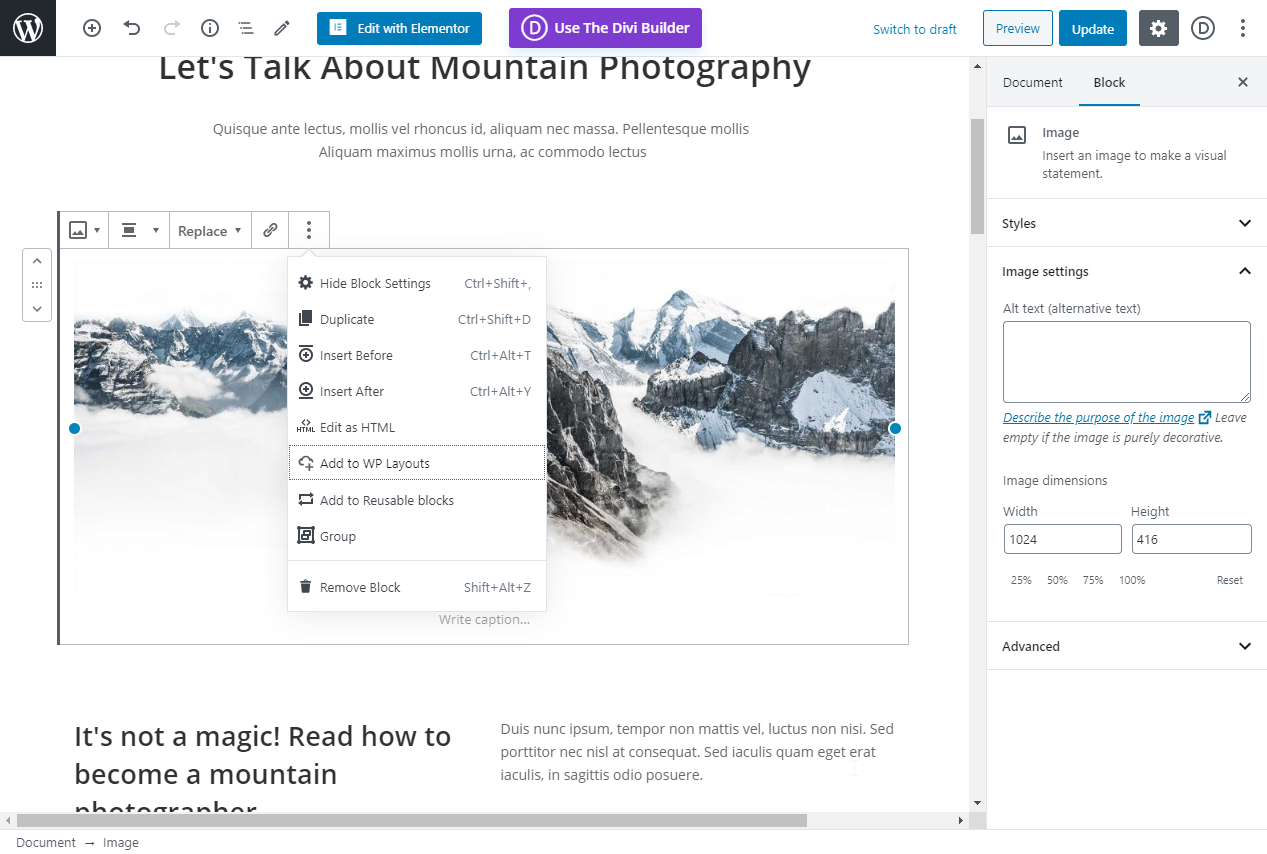 Edit with Elementor
D Use The Divi Builder
Switch to draft
Preview
Update
D
Let's Talk About Mountain Photography
Quisque ante lectus, mollis vel rhoncus id, aliquam nec massa. Pellentesque mollis
Aliquam maximus mollis urna, ac commodo lectus
Replace
Hide Block Settings Ctrl+Shift+,
Duplicate Ctrl+Shift+D
Insert Before Ctrl+Alt+T
Insert After Ctrl+Alt+Y
HTML Edit as HTML
Add to WP Layouts
Add to Reusable blocks
Group
Remove Block Shift+Alt+Z
Write caption...
It's not a magic! Read how to
become a mountain
photographer
Duis nunc ipsum, tempor non mattis vel, luctus non nisi. Sed
porttitor nec nisl at consequat. Sed iaculis quam eget erat
iaculis, in sagittis odio posuere.
Document Block
Image
Insert an image to make a visual
statement.
Styles
Image settings
Alt text (alternative text)
Describe the purpose of the image Leave
empty if the image is purely decorative.
Image dimensions
Width Height
1024 416
25% 50% 75% 100% Reset
Advanced
Document → Image